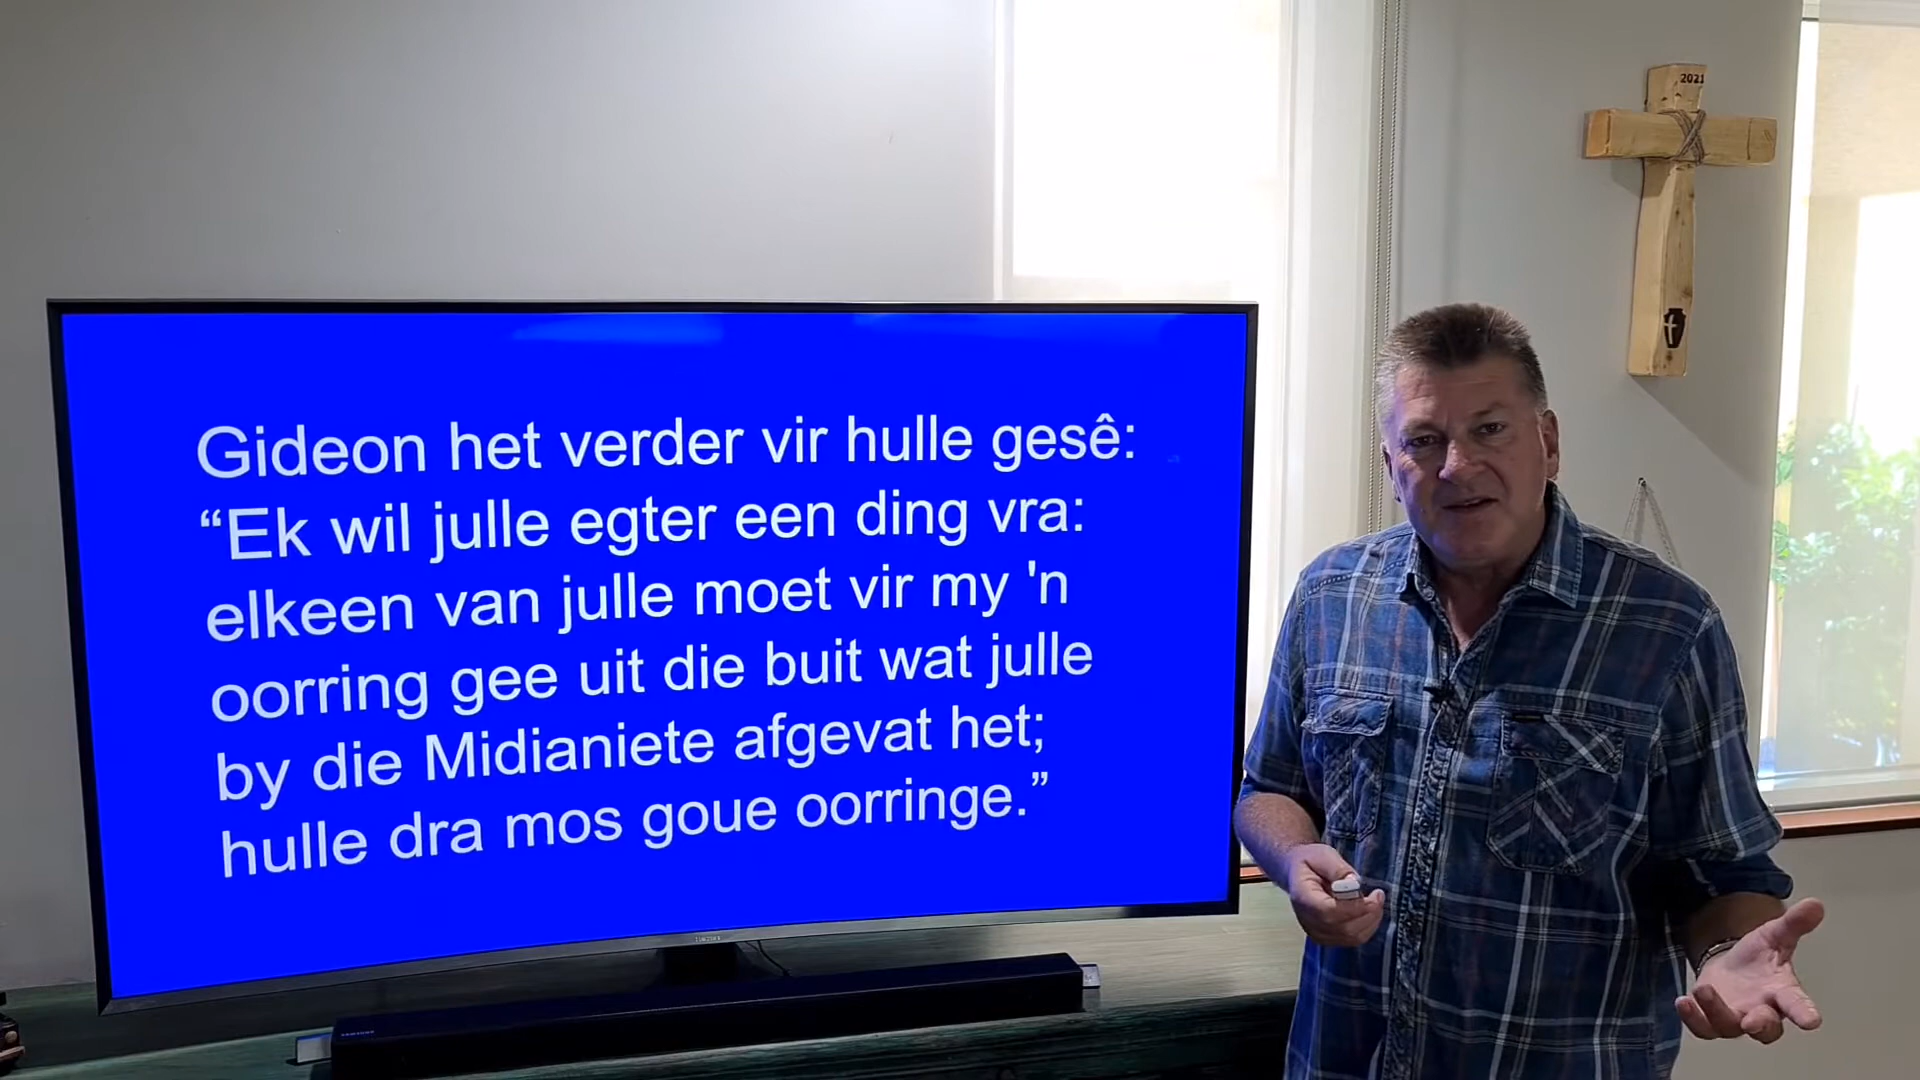 2021
Gideon het verder vir hulle gesê:
“Ek wil julle egter een ding vra:
elkeen van julle moet vir my 'n
oorring gee uit die buit wat julle
by die Midianiete afgevat het;
hulle dra mos goue oorringe.”